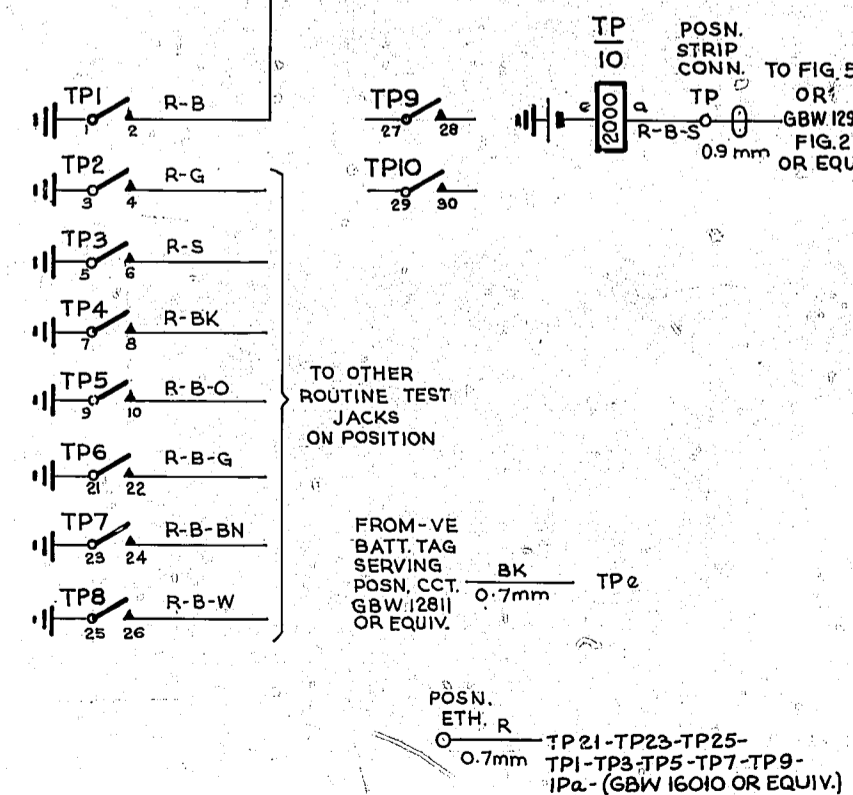 TP1
R-B
1 2
TP2
R-G
3 4
TP3
R-S
5 6
TP4
R-BK
7 8
TP5
R-B-O
9 10
TP6
R-B-G
21 22
TP7
R-B-BN
23 24
TP8
R-B-W
25 26
TO OTHER
ROUTINE TEST
JACKS
ON POSITION
TP9
27 28
TP10
29 30
TP
10
e 2000 a
R-B-S
POSN.
STRIP
CONN.
TP
0.9 mm
TO FIG. 5
OR
GBW. 129
FIG. 2
OR EQU
FROM -VE
BATT. TAG
SERVING
POSN. CCT.
GBW. 12811
OR EQUIV.
BK
0.7mm
TPe
POSN.
ETH.
R
0.7mm
TP21-TP23-TP25-
TP1-TP3-TP5-TP7-TP9-
1Pa-(GBW 16010 OR EQUIV.)